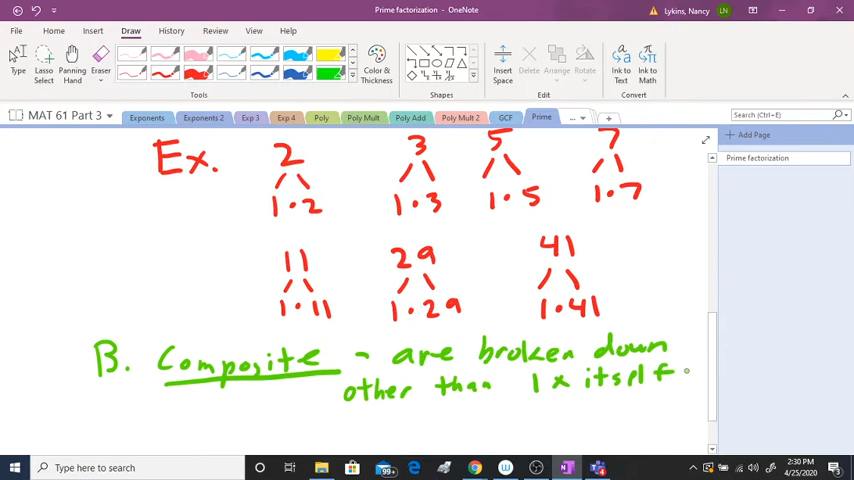 Prime factorization - OneNote
Lykins, Nancy LN
File Home Insert Draw History Review View Help
Type Lasso Select Panning Hand Eraser Color & Thickness Insert Space Delete Arrange Rotate Ink to Text Ink to Math
Tools Shapes Edit Convert
MAT 61 Part 3 Exponents Exponents 2 Exp 3 Exp 4 Poly Poly Mult Poly Add Poly Mult 2 GCF Prime ... + Search (Ctrl+E)
+ Add Page
Prime factorization
Ex. 2 3 5 7
1·2 1·3 1·5 1·7
11 29 41
1·11 1·29 1·41
B. Composite - are broken down
other than 1 x itself
Type here to search 99+ 2:30 PM
4/25/2020